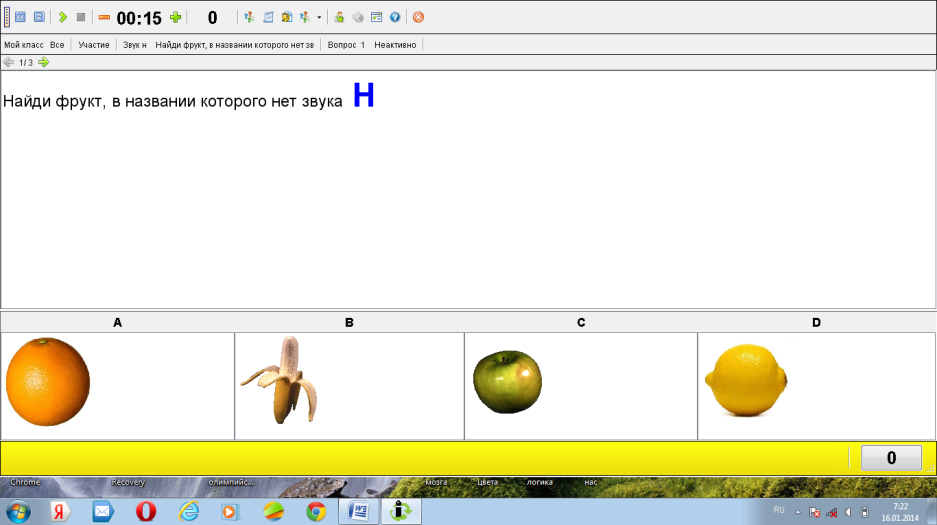 00:15 0
Мой класс Все Участие Звук н Найди фрукт, в названии которого нет зв Вопрос 1 Неактивно
1/ 3
Найди фрукт, в названии которого нет звука Н
A B C D
0
Chrome Recovery олимпийс... мозга цвета логика нас
RU 7:22
16.01.2014